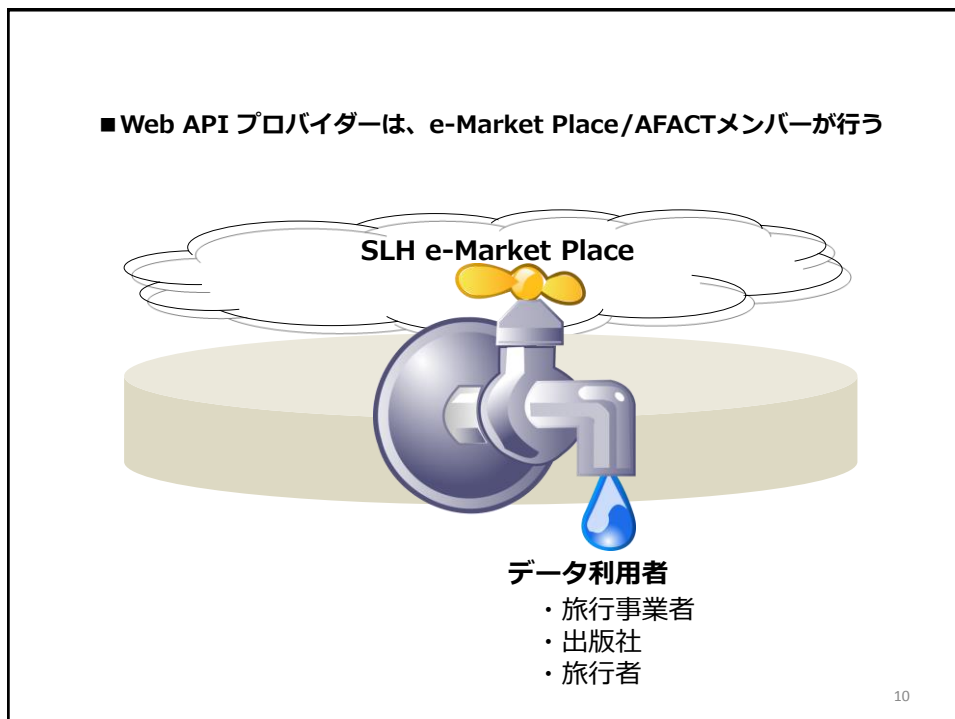 ■Web API プロバイダーは、e-Market Place/AFACTメンバーが行う
SLH e-Market Place
データ利用者
・旅行事業者
・出版社
・旅行者
10